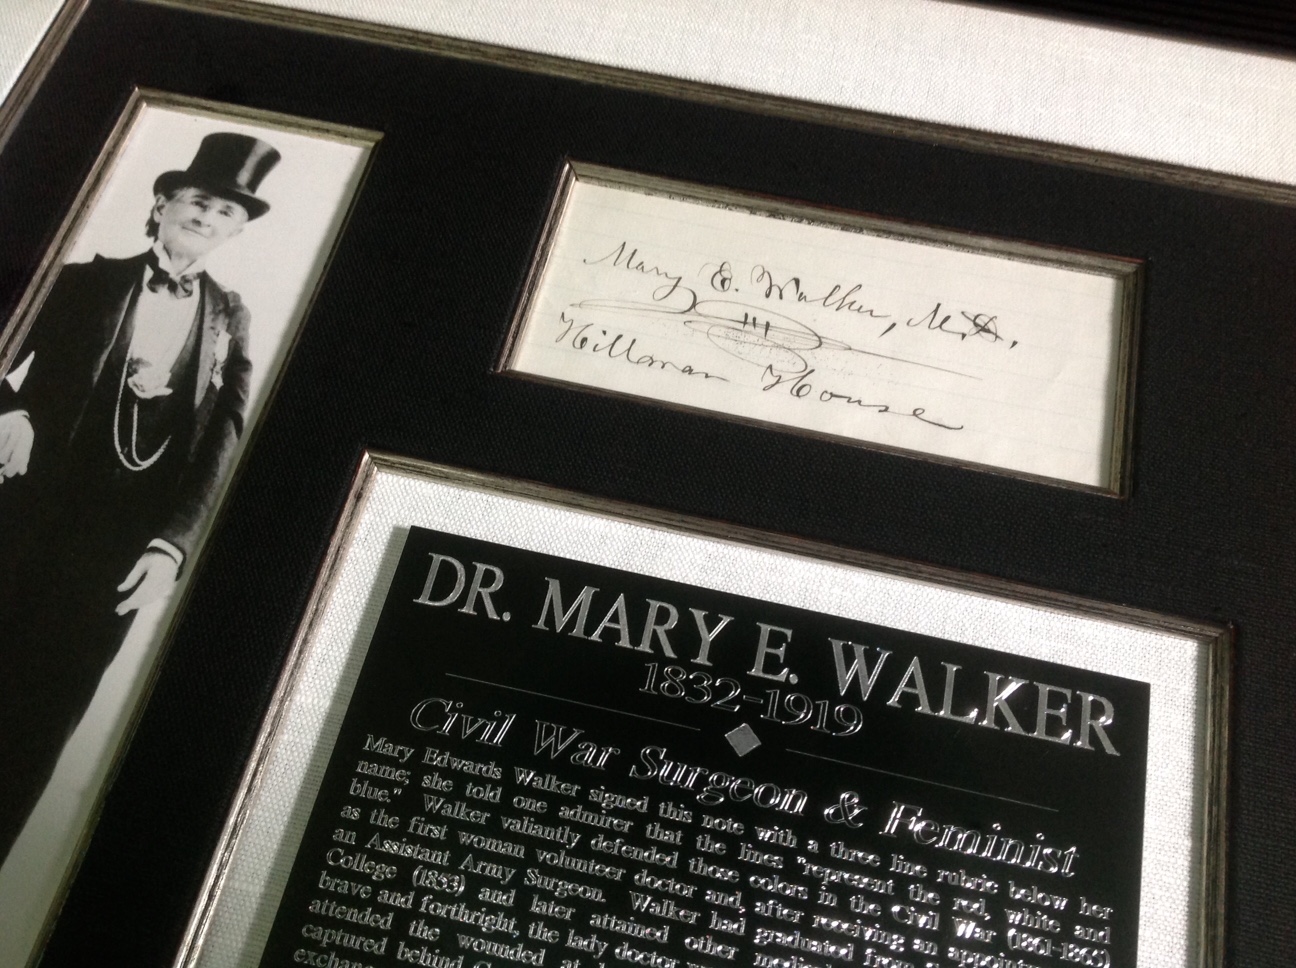 Mary E. Walker, M.D.
Hillman House
DR. MARY E. WALKER
1832-1919
Civil War Surgeon & Feminist
Mary Edwards Walker signed this note with a three line rubric below her
name; she told one admirer that the lines "represent the red, white and
blue." Walker valiantly defended those colors in the Civil War (1861-1865)
as the first woman volunteer doctor and, after receiving an
an Assistant Army Surgeon. Walker had graduated from
College (1853) and later attained other
brave and forthright, the lady doctor
attended the wounded
captured behind